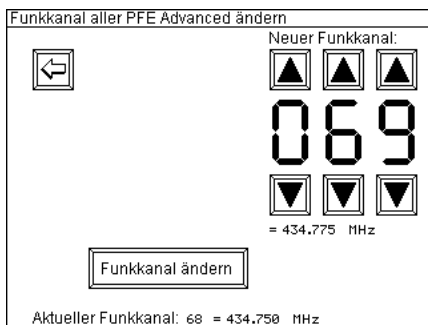 Funkkanal aller PFE Advanced ändern
Neuer Funkkanal:
069
= 434.775 MHz
Funkkanal ändern
Aktueller Funkkanal: 68 = 434.750 MHz